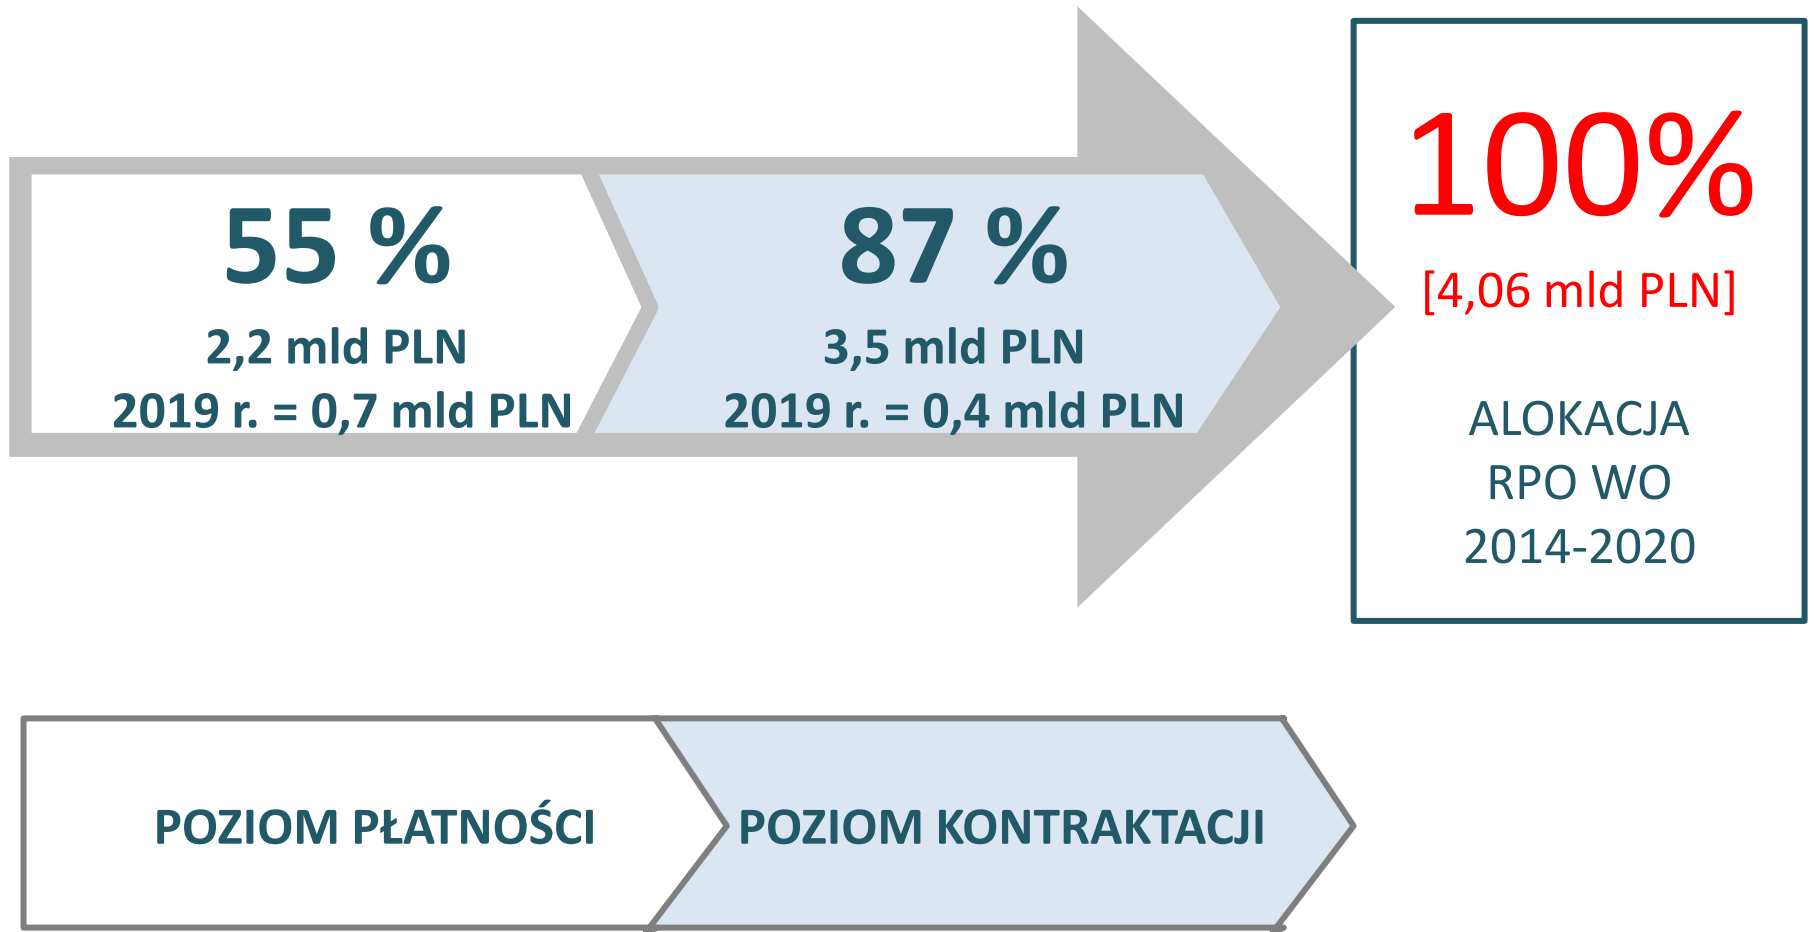 55 %
2,2 mld PLN
2019 r. = 0,7 mld PLN
87 %
3,5 mld PLN
2019 r. = 0,4 mld PLN
100%
[4,06 mld PLN]
ALOKACJA
RPO WO
2014-2020
POZIOM PŁATNOŚCI
POZIOM KONTRAKTACJI